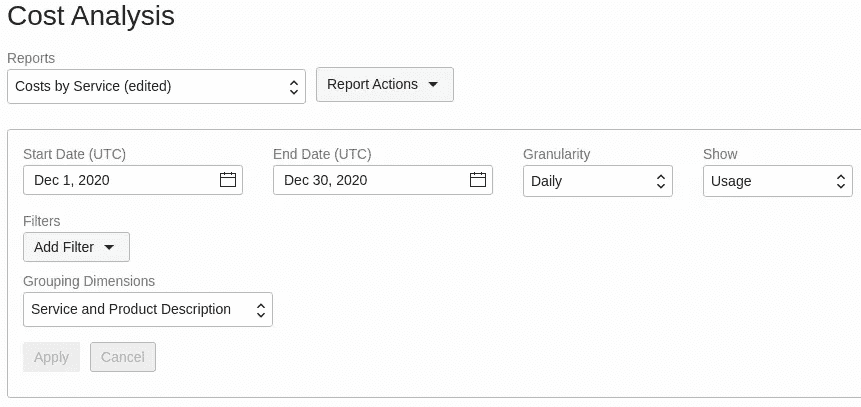 Cost Analysis
Reports
Costs by Service (edited) Report Actions
Start Date (UTC) End Date (UTC) Granularity Show
Dec 1, 2020 Dec 30, 2020 Daily Usage
Filters
Add Filter
Grouping Dimensions
Service and Product Description
Apply Cancel